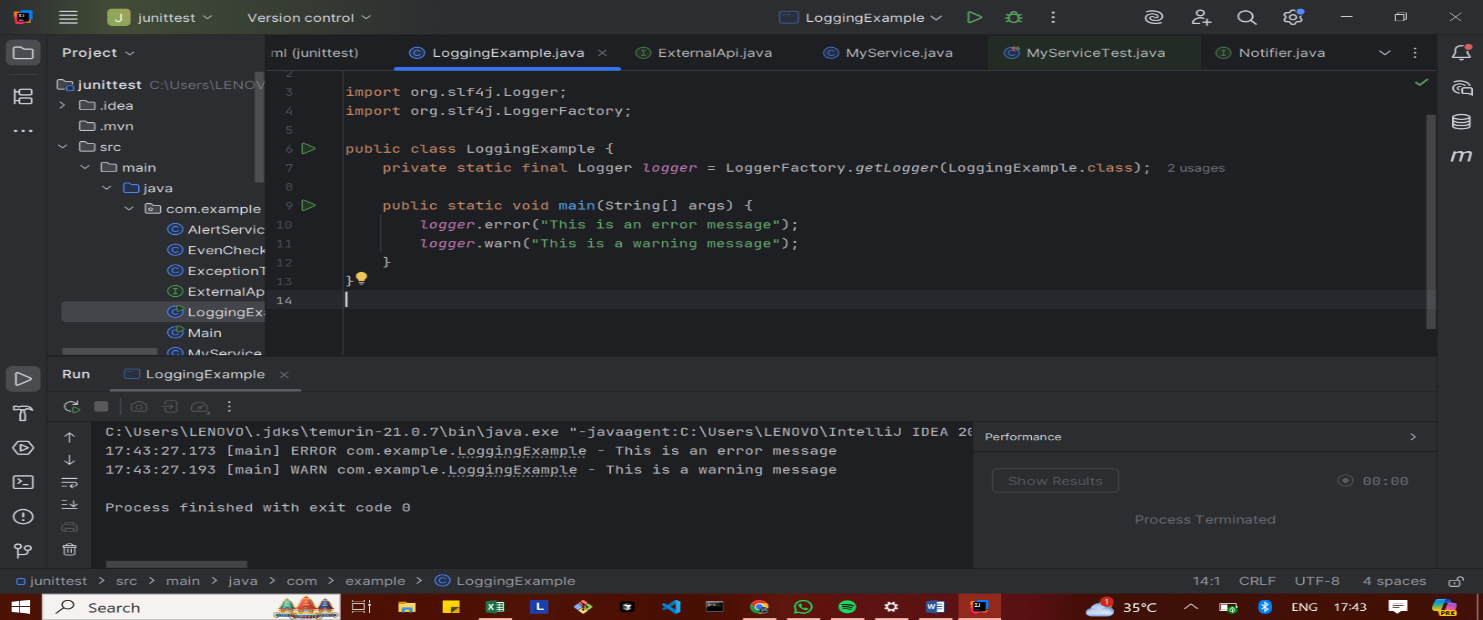 J junittest Version control LoggingExample
Project
ml (junittest) LoggingExample.java ExternalApi.java MyService.java MyServiceTest.java Notifier.java
junittest C:\Users\LENOV
.idea
.mvn
src
main
java
com.example
AlertServic
EvenCheck
ExceptionT
ExternalAp
LoggingEx
Main
MyService
2
3 import org.slf4j.Logger;
4 import org.slf4j.LoggerFactory;
5
6 public class LoggingExample {
7 private static final Logger logger = LoggerFactory.getLogger(LoggingExample.class); 2 usages
8
9 public static void main(String[] args) {
10 logger.error("This is an error message");
11 logger.warn("This is a warning message");
12 }
13 }
14
Run LoggingExample
C:\Users\LENOVO\.jdks\temurin-21.0.7\bin\java.exe "-javaagent:C:\Users\LENOVO\IntelliJ IDEA 20
17:43:27.173 [main] ERROR com.example.LoggingExample - This is an error message
17:43:27.193 [main] WARN com.example.LoggingExample - This is a warning message
Process finished with exit code 0
Performance
Show Results 00:00
Process Terminated
junittest > src > main > java > com > example > LoggingExample 14:1 CRLF UTF-8 4 spaces
Search 35°C ENG 17:43